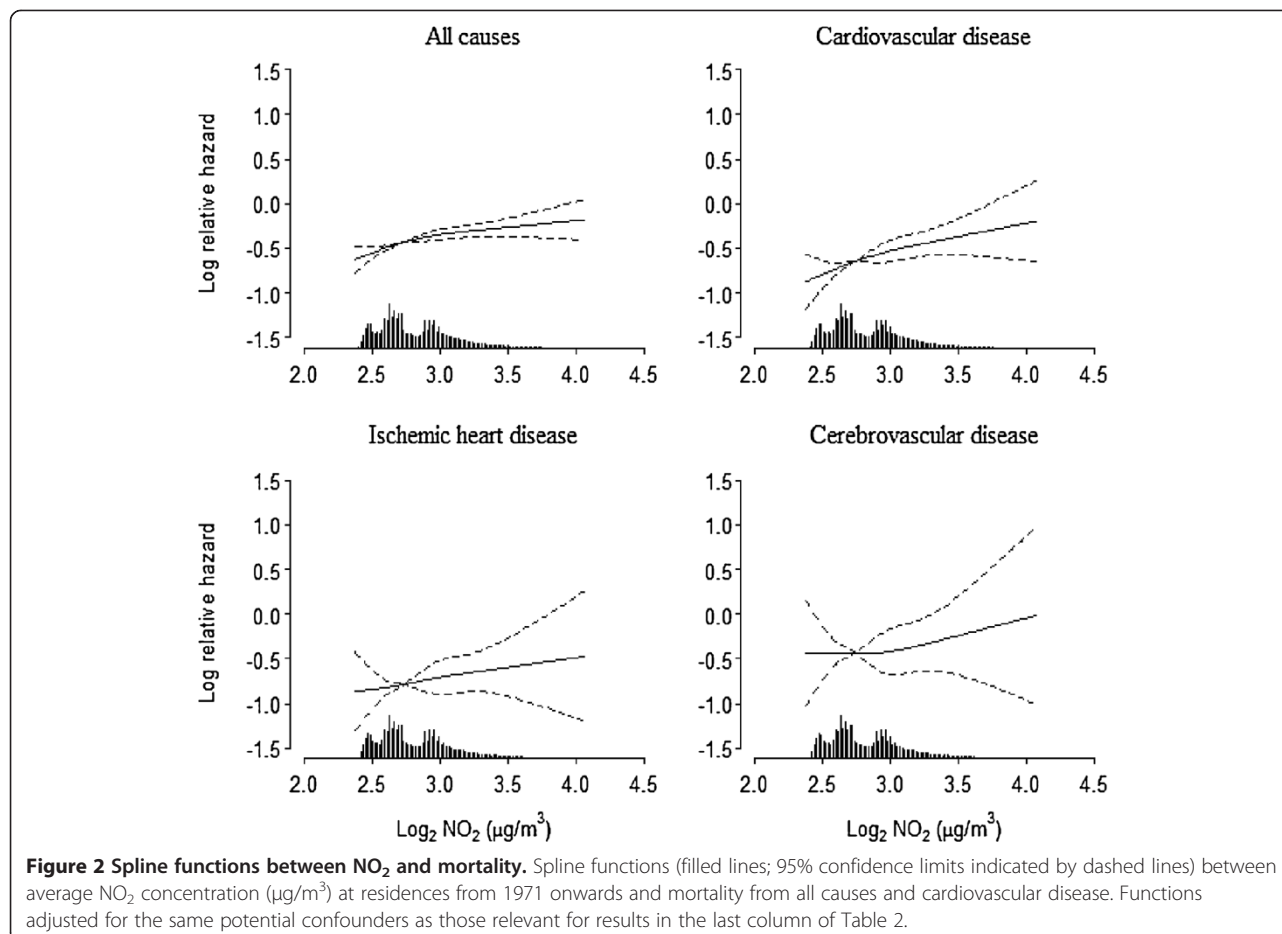 All causes
Cardiovascular disease
Log relative hazard
1.5
1.0
0.5
0.0
-0.5
-1.0
-1.5
2.0 2.5 3.0 3.5 4.0 4.5
1.5
1.0
0.5
0.0
-0.5
-1.0
-1.5
2.0 2.5 3.0 3.5 4.0 4.5
Ischemic heart disease
Cerebrovascular disease
Log relative hazard
1.5
1.0
0.5
0.0
-0.5
-1.0
-1.5
2.0 2.5 3.0 3.5 4.0 4.5
Log₂ NO₂ (µg/m³)
1.5
1.0
0.5
0.0
-0.5
-1.0
-1.5
2.0 2.5 3.0 3.5 4.0 4.5
Log₂ NO₂ (µg/m³)
Figure 2 Spline functions between NO₂ and mortality. Spline functions (filled lines; 95% confidence limits indicated by dashed lines) between
average NO₂ concentration (µg/m³) at residences from 1971 onwards and mortality from all causes and cardiovascular disease. Functions
adjusted for the same potential confounders as those relevant for results in the last column of Table 2.